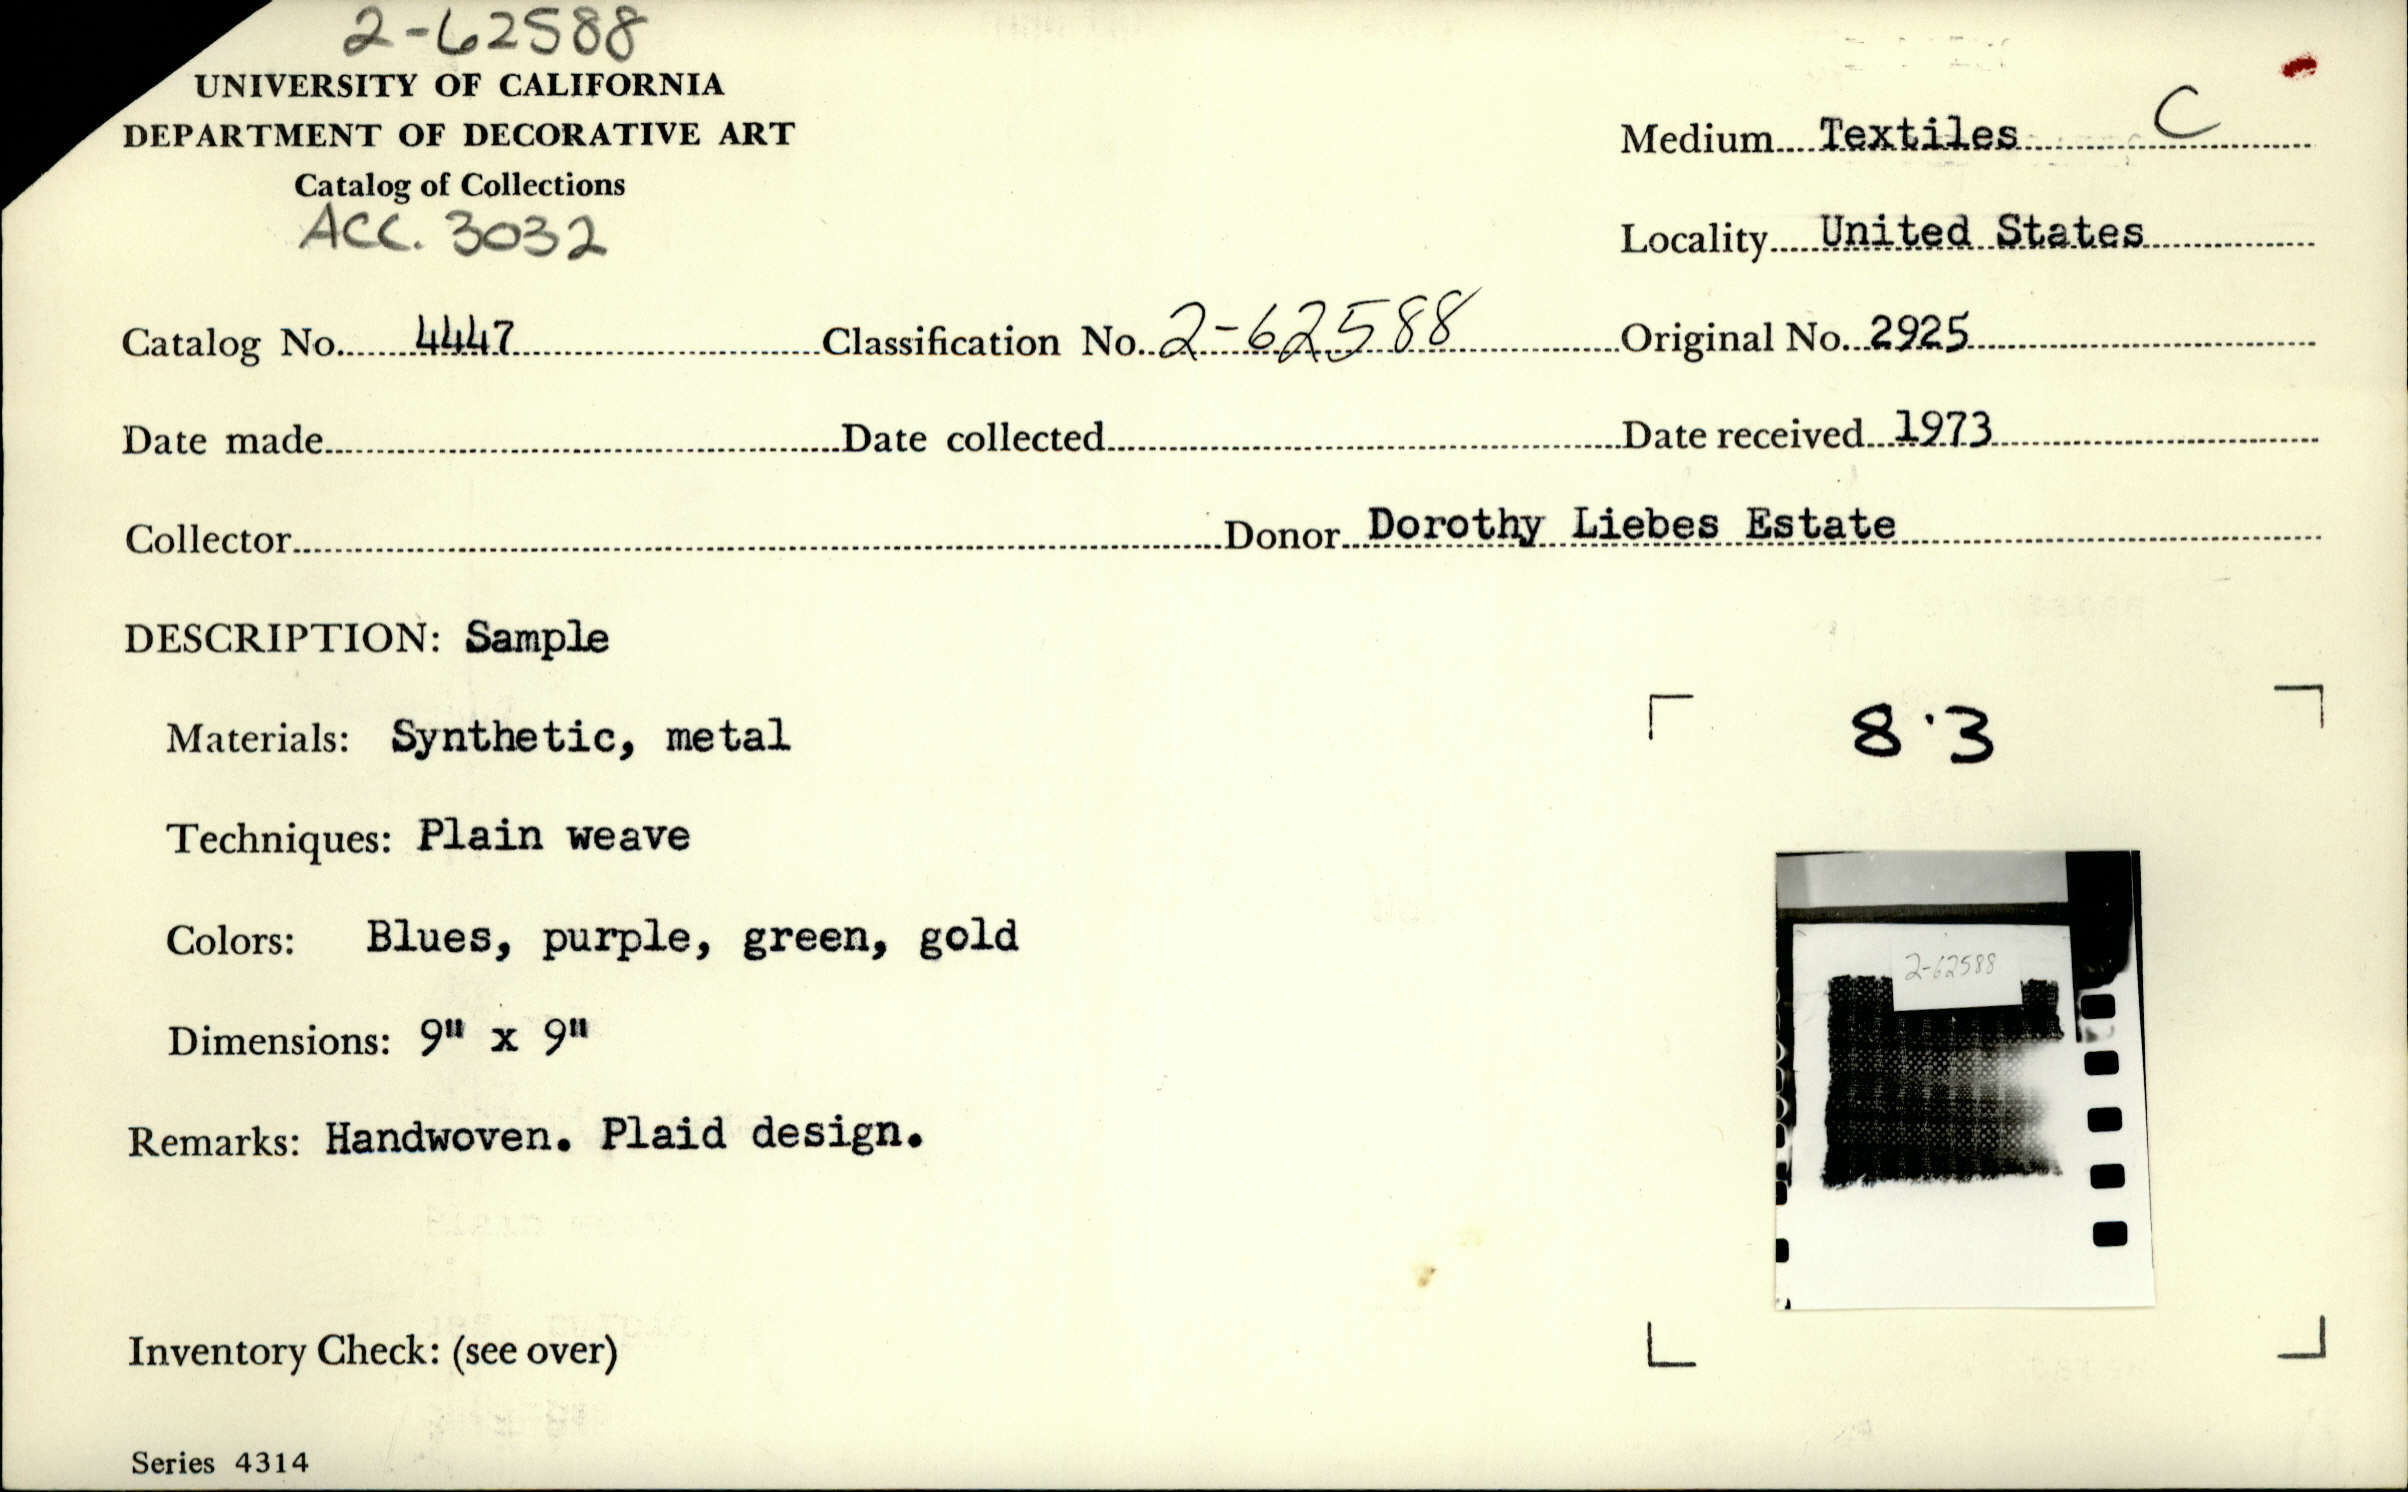 2-62588
UNIVERSITY OF CALIFORNIA
DEPARTMENT OF DECORATIVE ART
Catalog of Collections
ACC. 3032
Medium Textiles C
Locality United States
Catalog No. 4447 Classification No. 2-62588 Original No. 2925
Date made Date collected Date received 1973
Collector Donor Dorothy Liebes Estate
DESCRIPTION: Sample
Materials: Synthetic, metal
Techniques: Plain weave
Colors: Blues, purple, green, gold
Dimensions: 9" x 9"
Remarks: Handwoven. Plaid design.
8·3
2-62588
Inventory Check: (see over)
Series 4314